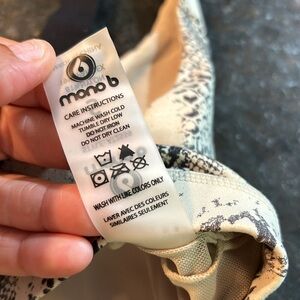 mono b
CARE INSTRUCTIONS
MACHINE WASH COLD
TUMBLE DRY LOW
DO NOT IRON
DO NOT DRY CLEAN
WASH WITH LIKE COLORS ONLY
LAVER AVEC DES COLORIS
SIMILAIRES SEULEMENT